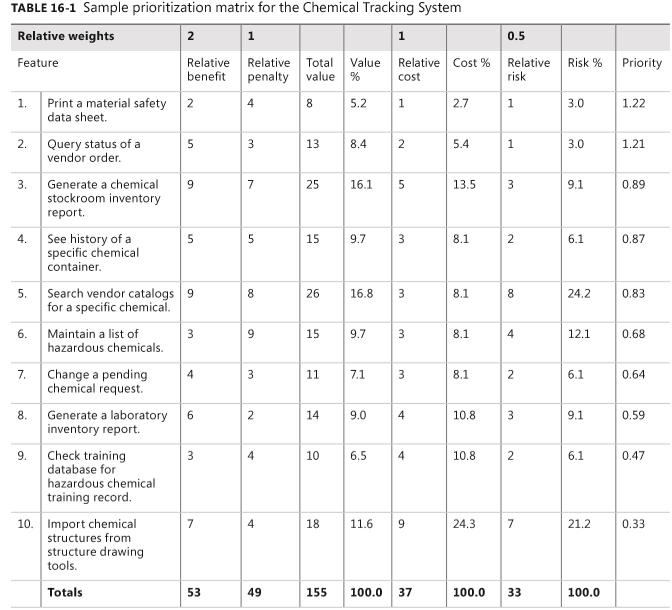 TABLE 16-1 Sample prioritization matrix for the Chemical Tracking System
Relative weights 2 1 1 0.5
Feature Relative benefit Relative penalty Total value Value % Relative cost Cost % Relative risk Risk % Priority
1. Print a material safety data sheet. 2 4 8 5.2 1 2.7 1 3.0 1.22
2. Query status of a vendor order. 5 3 13 8.4 2 5.4 1 3.0 1.21
3. Generate a chemical stockroom inventory report. 9 7 25 16.1 5 13.5 3 9.1 0.89
4. See history of a specific chemical container. 5 5 15 9.7 3 8.1 2 6.1 0.87
5. Search vendor catalogs for a specific chemical. 9 8 26 16.8 3 8.1 8 24.2 0.83
6. Maintain a list of hazardous chemicals. 3 9 15 9.7 3 8.1 4 12.1 0.68
7. Change a pending chemical request. 4 3 11 7.1 3 8.1 2 6.1 0.64
8. Generate a laboratory inventory report. 6 2 14 9.0 4 10.8 3 9.1 0.59
9. Check training database for hazardous chemical training record. 3 4 10 6.5 4 10.8 2 6.1 0.47
10. Import chemical structures from structure drawing tools. 7 4 18 11.6 9 24.3 7 21.2 0.33
Totals 53 49 155 100.0 37 100.0 33 100.0